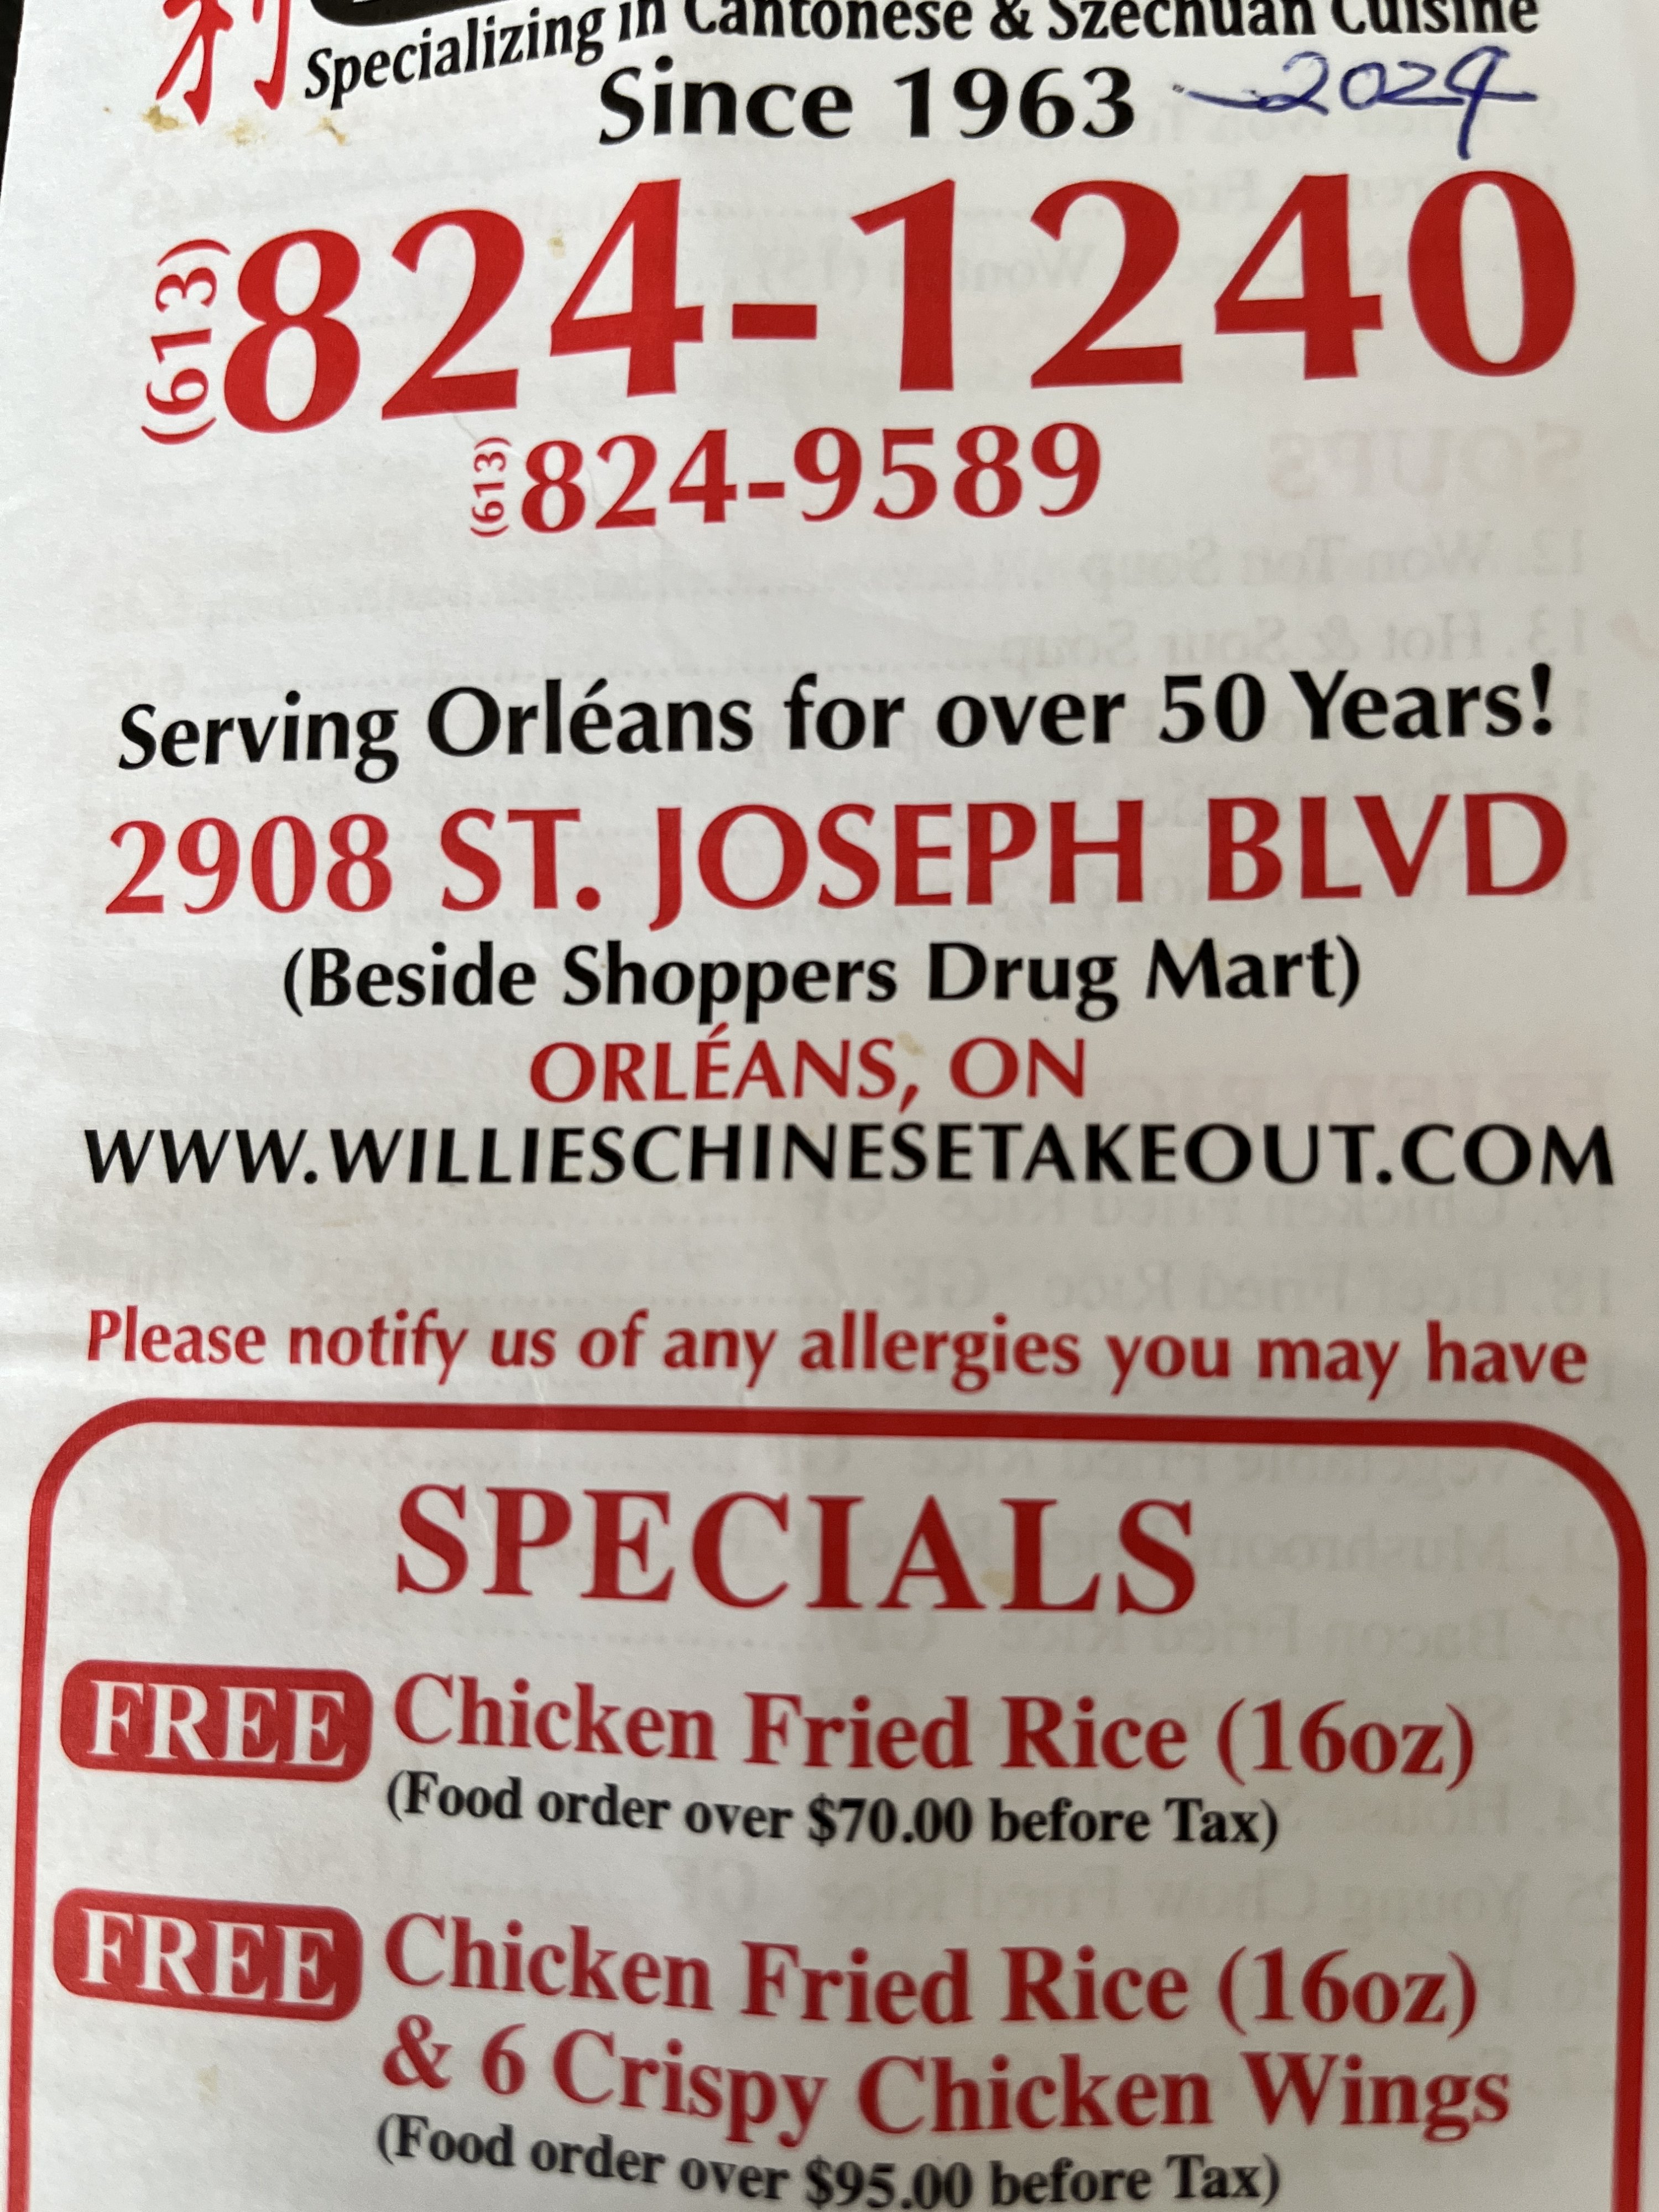 利
Specializing in Cantonese & Szechuan Cuisine
Since 1963 - 2024
(613) 824-1240
(613) 824-9589
Serving Orléans for over 50 Years!
2908 ST. JOSEPH BLVD
(Beside Shoppers Drug Mart)
ORLÉANS, ON
WWW.WILLIESCHINESETAKEOUT.COM
Please notify us of any allergies you may have
SPECIALS
FREE Chicken Fried Rice (16oz)
(Food order over $70.00 before Tax)
FREE Chicken Fried Rice (16oz)
& 6 Crispy Chicken Wings
(Food order over $95.00 before Tax)